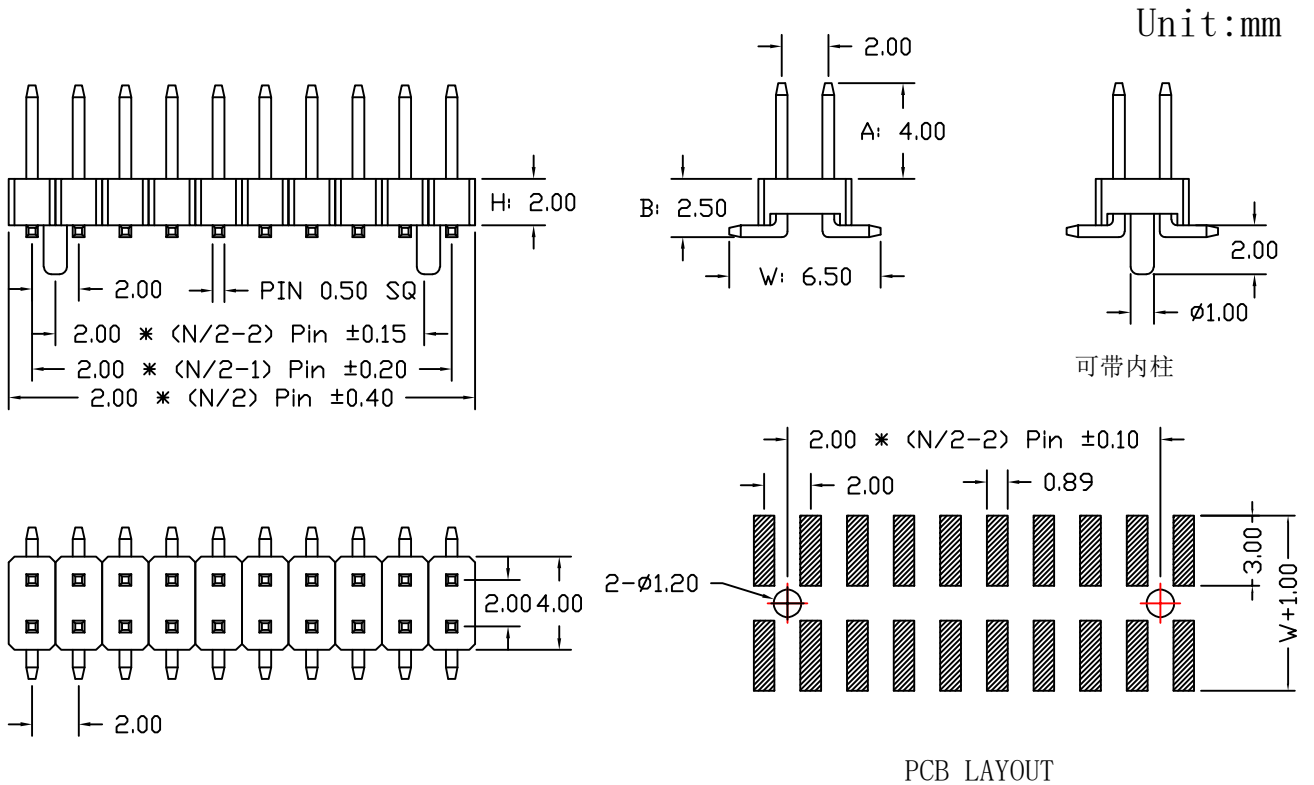 Unit:mm
2.00
A: 4.00
H: 2.00
B: 2.50
W: 6.50
2.00
ø1.00
2.00
PIN 0.50 SQ
2.00 * (N/2-2) Pin ±0.15
2.00 * (N/2-1) Pin ±0.20
2.00 * (N/2) Pin ±0.40
可带内柱
2.00 * (N/2-2) Pin ±0.10
2.00
0.89
3.00
W+1.00
2-ø1.20
2.00
4.00
2.00
PCB LAYOUT